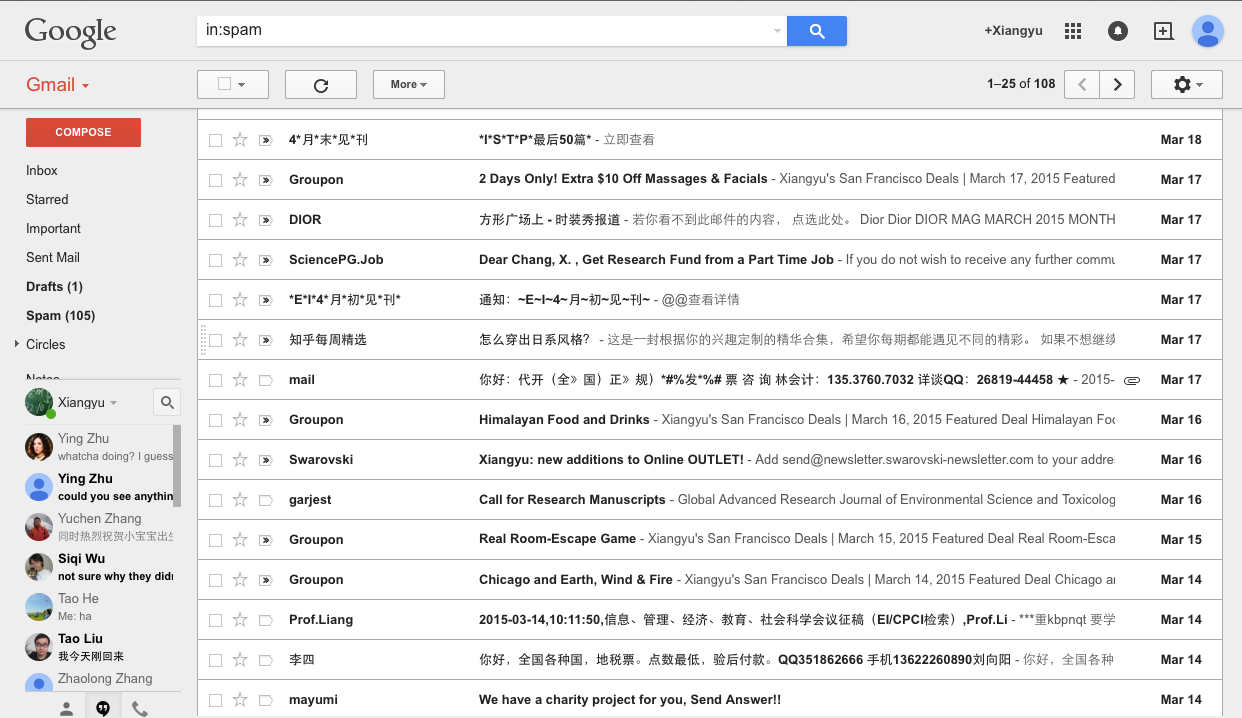 Google in:spam +Xiangyu
Gmail More 1–25 of 108
COMPOSE
Inbox
Starred
Important
Sent Mail
Drafts (1)
Spam (105)
Circles
Xiangyu
Ying Zhu
whatcha doing? I guess
Ying Zhu
could you see anythin
Yuchen Zhang
同时热烈祝贺小宝宝出生
Siqi Wu
not sure why they didn
Tao He
Me: ha
Tao Liu
我今天刚回来
Zhaolong Zhang
4*月*末*见*刊 *I*S*T*P*最后50篇* - 立即查看 Mar 18
Groupon 2 Days Only! Extra $10 Off Massages & Facials - Xiangyu's San Francisco Deals | March 17, 2015 Featured Mar 17
DIOR 方形广场上 - 时装秀报道 - 若你看不到此邮件的内容， 点选此处。 Dior Dior DIOR MAG MARCH 2015 MONTH Mar 17
SciencePG.Job Dear Chang, X. , Get Research Fund from a Part Time Job - If you do not wish to receive any further commu Mar 17
*E*I*4*月*初*见*刊* 通知： ~E~I~4~月~初~见~刊~ - @@查看详情 Mar 17
知乎每周精选 怎么穿出日系风格？ - 这是一封根据你的兴趣定制的精华合集，希望你每期都能遇见不同的精彩。 如果不想继续 Mar 17
mail 你好：代开（全》国）正》规）*#%发*%# 票 咨 询 林会计：135.3760.7032 详谈QQ：26819-44458 ★ - 2015- Mar 17
Groupon Himalayan Food and Drinks - Xiangyu's San Francisco Deals | March 16, 2015 Featured Deal Himalayan Foo Mar 16
Swarovski Xiangyu: new additions to Online OUTLET! - Add send@newsletter.swarovski-newsletter.com to your addre Mar 16
garjest Call for Research Manuscripts - Global Advanced Research Journal of Environmental Science and Toxicolog Mar 16
Groupon Real Room-Escape Game - Xiangyu's San Francisco Deals | March 15, 2015 Featured Deal Real Room-Esca Mar 15
Groupon Chicago and Earth, Wind & Fire - Xiangyu's San Francisco Deals | March 14, 2015 Featured Deal Chicago an Mar 14
Prof.Liang 2015-03-14,10:11:50,信息、管理、经济、教育、社会科学会议征稿（EI/CPCI检索）,Prof.Li - ***重kbpnqt 要学 Mar 14
李四 你好，全国各种国，地税票。点数最低，验后付款。QQ351862666 手机13622260890刘向阳 - 你好，全国各种 Mar 14
mayumi We have a charity project for you, Send Answer!! Mar 14